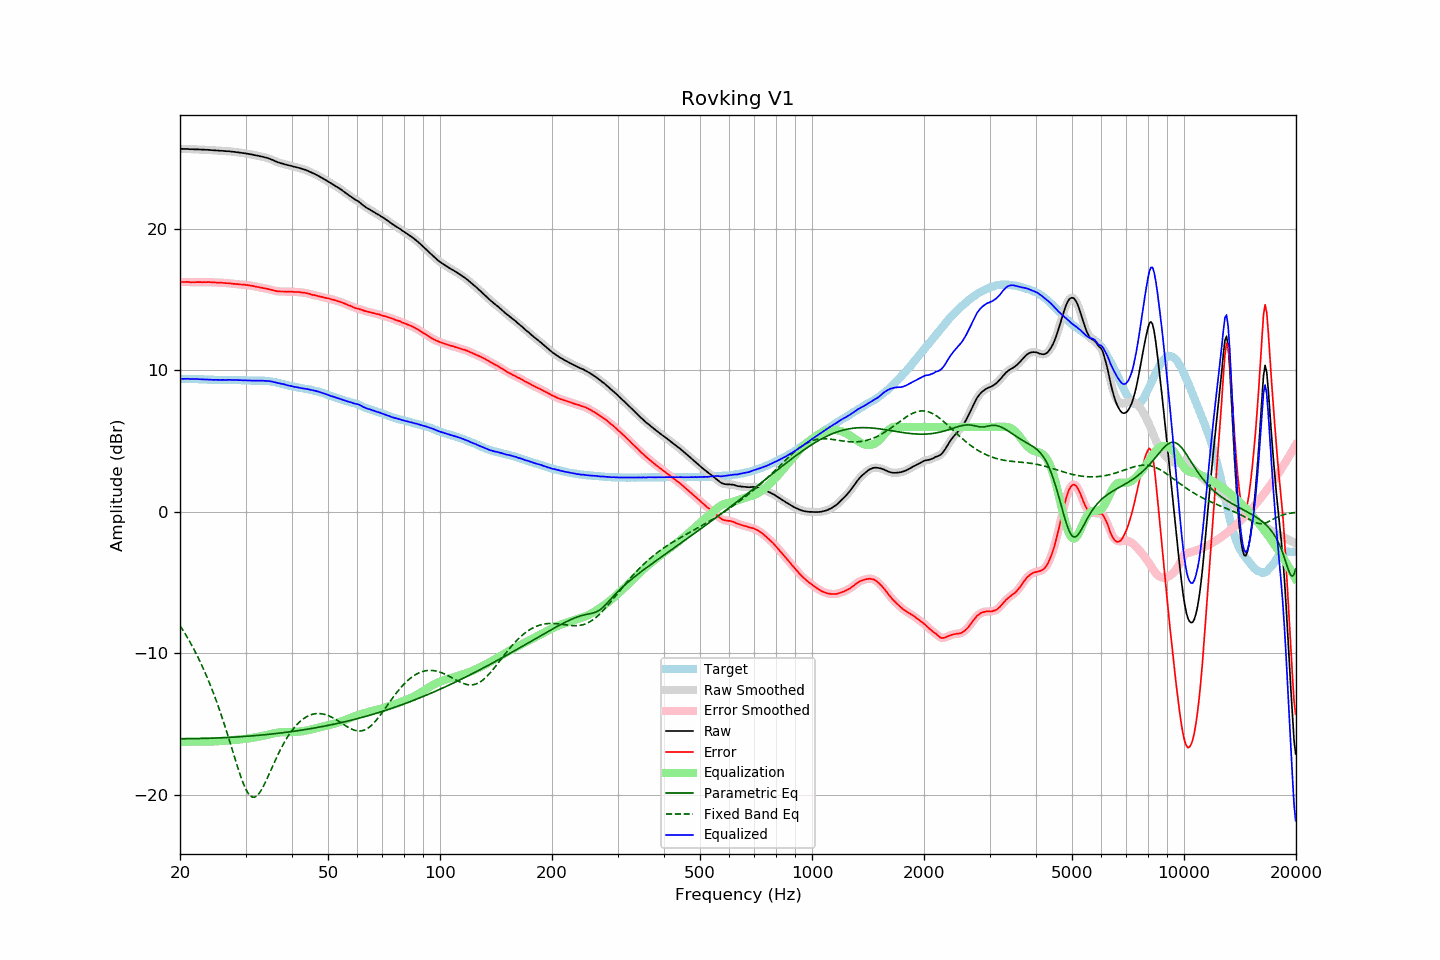 Rovking V1
Amplitude (dBr)
20
10
0
−10
−20
Target
Raw Smoothed
Error Smoothed
Raw
Error
Equalization
Parametric Eq
Fixed Band Eq
Equalized
20 50 100 200 500 1000 2000 5000 10000 20000
Frequency (Hz)